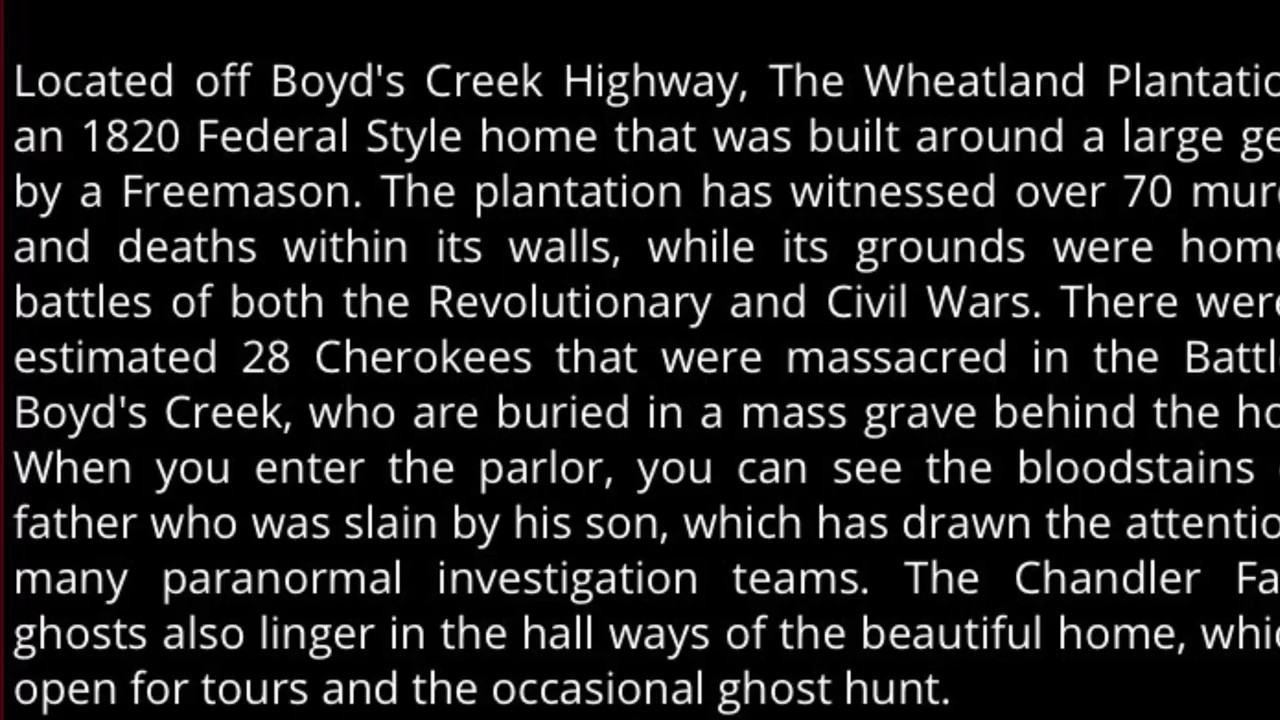 Located off Boyd's Creek Highway, The Wheatland Plantatio
an 1820 Federal Style home that was built around a large ge
by a Freemason. The plantation has witnessed over 70 mur
and deaths within its walls, while its grounds were home
battles of both the Revolutionary and Civil Wars. There were
estimated 28 Cherokees that were massacred in the Battl
Boyd's Creek, who are buried in a mass grave behind the ho
When you enter the parlor, you can see the bloodstains
father who was slain by his son, which has drawn the attentio
many paranormal investigation teams. The Chandler Fa
ghosts also linger in the hall ways of the beautiful home, whic
open for tours and the occasional ghost hunt.